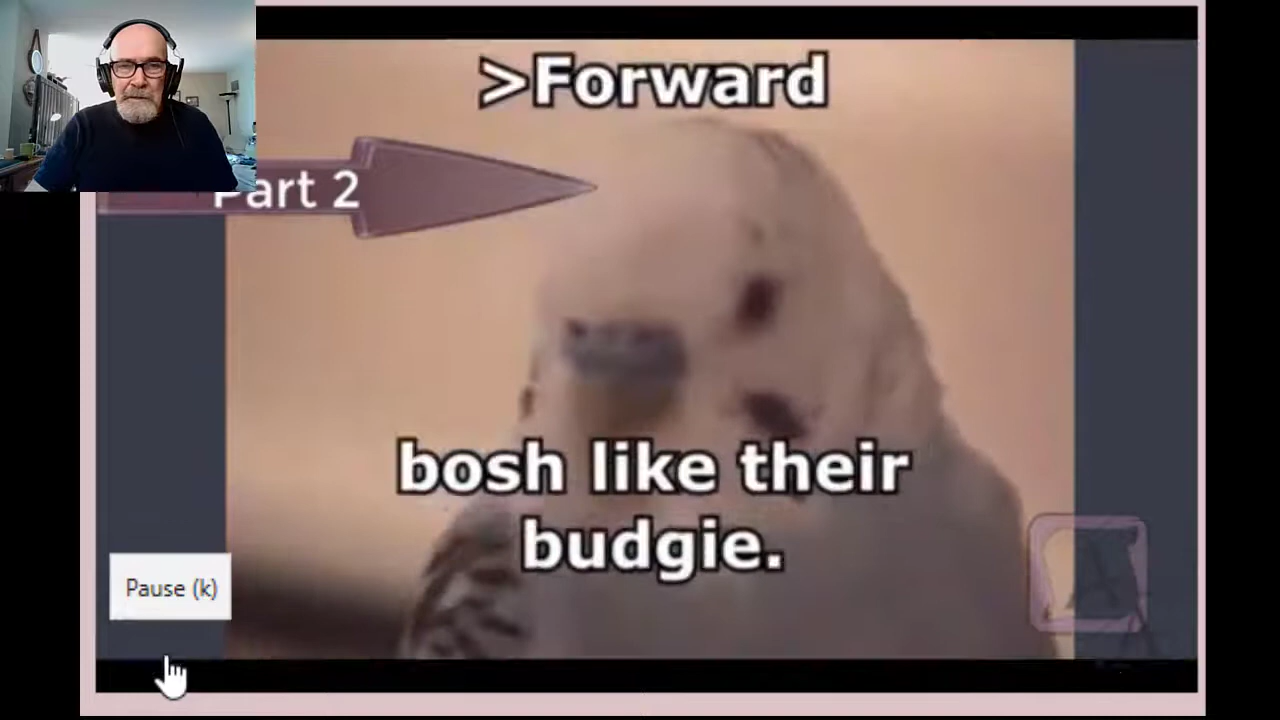 >Forward
Part 2
bosh like their
budgie.
Pause (k)
A